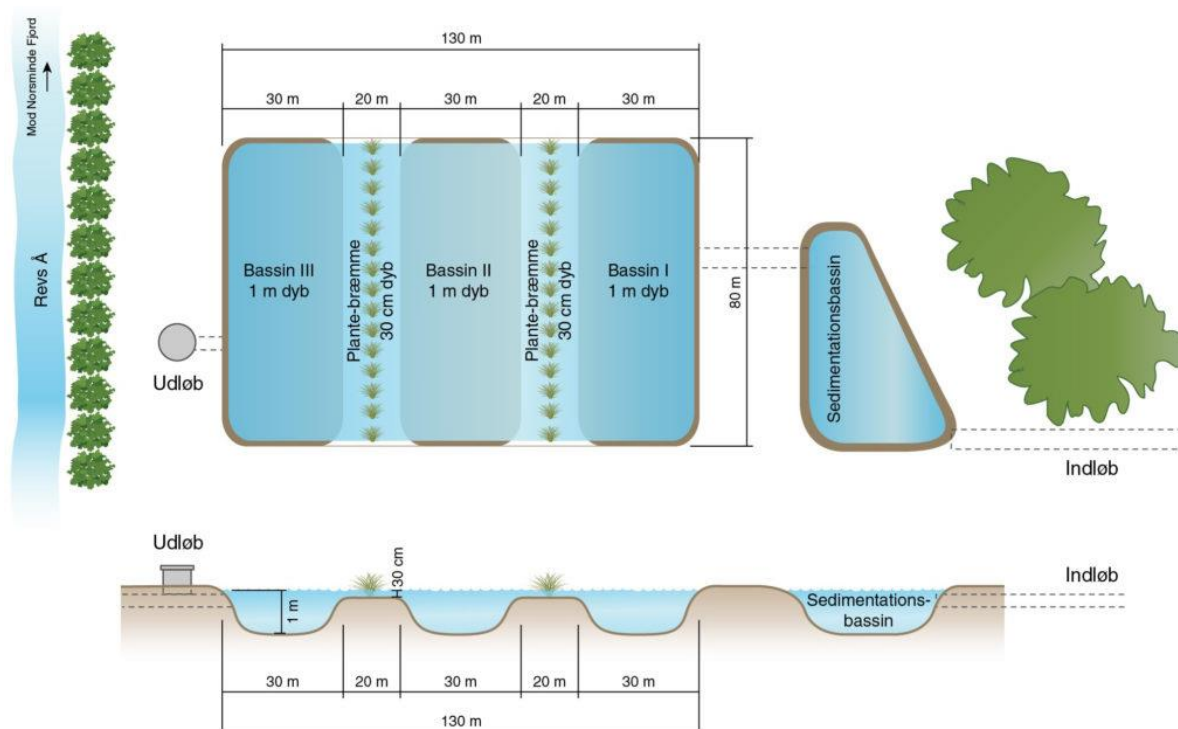 130 m
30 m
20 m
30 m
20 m
30 m
Mod Norsminde Fjord
Revs Å
Bassin III
1 m dyb
Plante-bræmme
30 cm dyb
Bassin II
1 m dyb
Plante-bræmme
30 cm dyb
Bassin I
1 m dyb
80 m
Sedimentationsbassin
Udløb
Indløb
Udløb
30 cm
1 m
Sedimentations-
bassin
Indløb
30 m
20 m
30 m
20 m
30 m
130 m